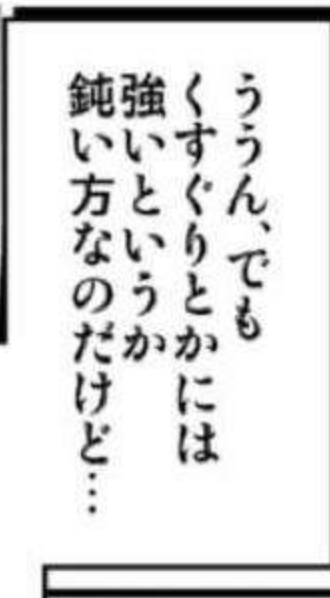 ううん、でも
くすぐりとかには
強いというか
鈍い方なのだけど…